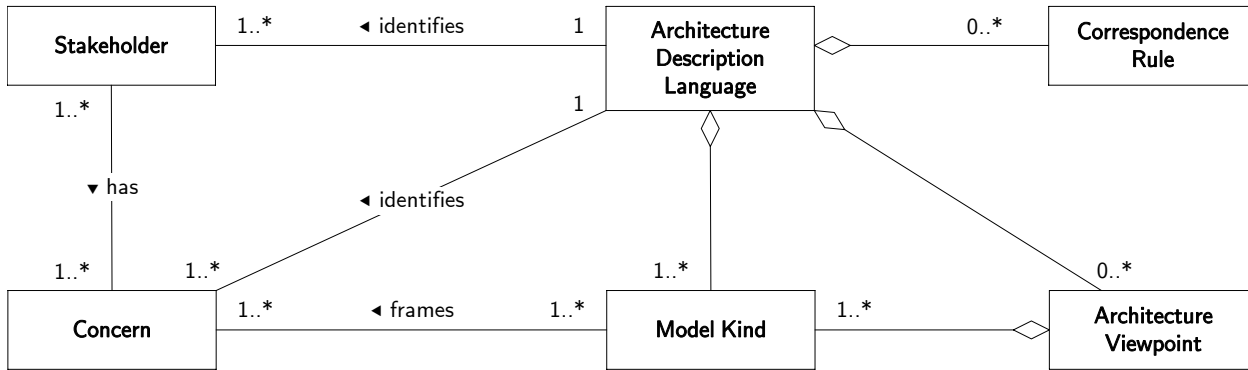 1..*
◄ identifies
1
Stakeholder
Architecture
Description
Language
0..*
Correspondence
Rule
1..*
1
▼ has
◄ identifies
1..*
1..*
1..*
0..*
1..*
◄ frames
1..*
1..*
Concern
Model Kind
Architecture
Viewpoint